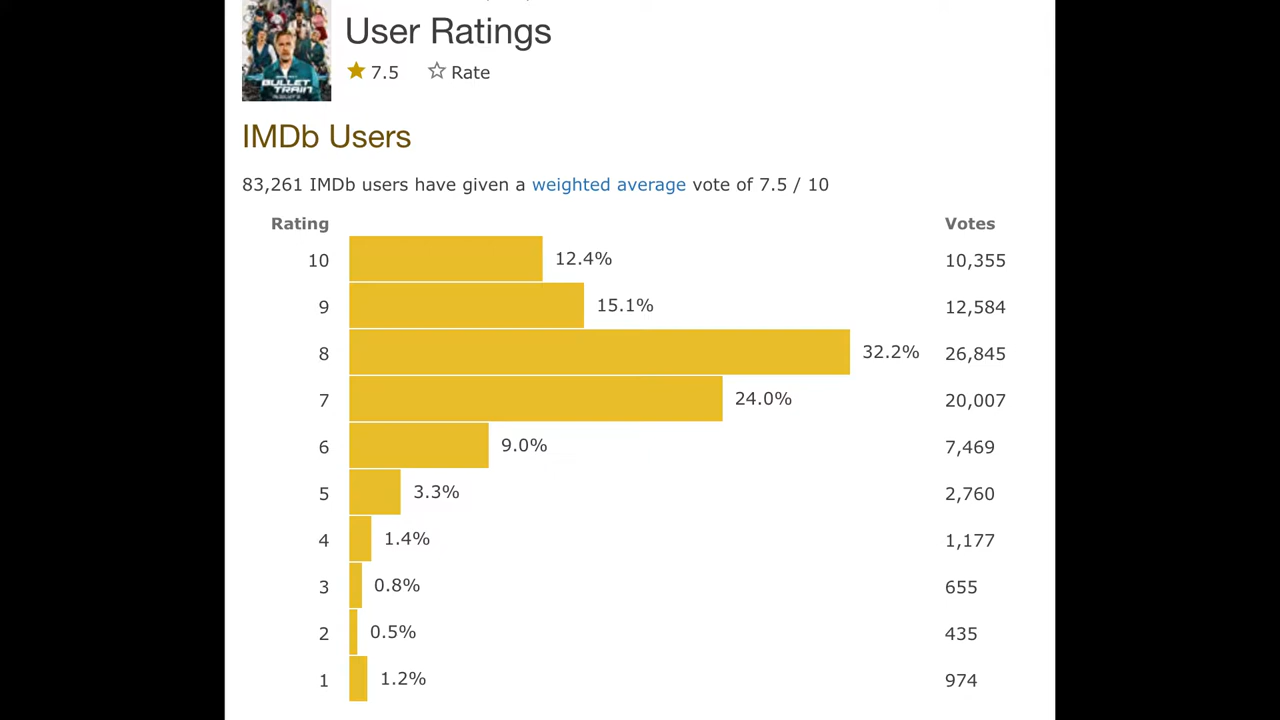 User Ratings
7.5 Rate
BULLET
TRAIN
IMDb Users
83,261 IMDb users have given a weighted average vote of 7.5 / 10
Rating Votes
10 12.4% 10,355
9 15.1% 12,584
8 32.2% 26,845
7 24.0% 20,007
6 9.0% 7,469
5 3.3% 2,760
4 1.4% 1,177
3 0.8% 655
2 0.5% 435
1 1.2% 974